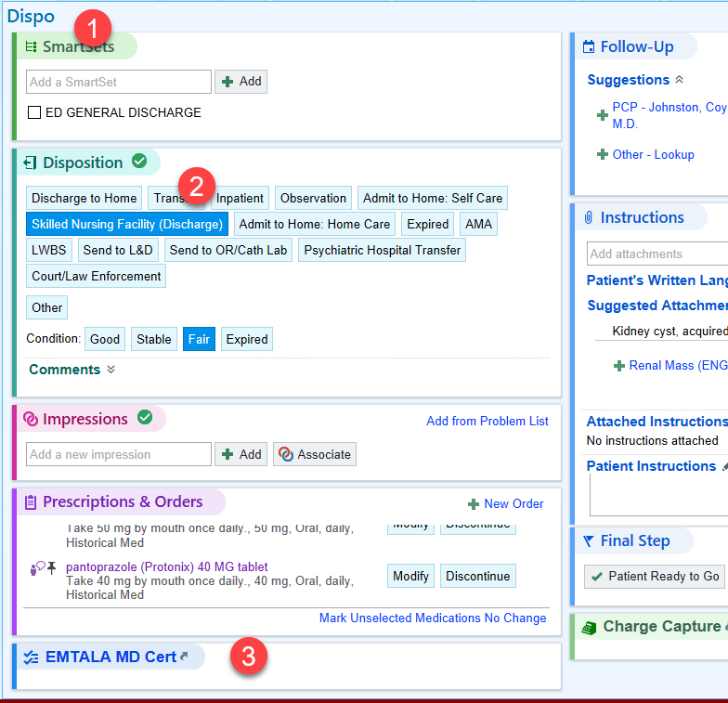 Dispo
1
SmartSets
Add a SmartSet
Add
ED GENERAL DISCHARGE
Disposition
2
Discharge to Home Inpatient Observation Admit to Home: Self Care
Skilled Nursing Facility (Discharge) Admit to Home: Home Care Expired AMA
LWBS Send to L&D Send to OR/Cath Lab Psychiatric Hospital Transfer
Court/Law Enforcement
Other
Condition: Good Stable Fair Expired
Comments
Impressions Add from Problem List
Add a new impression Add Associate
Prescriptions & Orders New Order
Take 50 mg by mouth once daily., 50 mg, Oral, daily, Modify Discontinue
Historical Med
pantoprazole (Protonix) 40 MG tablet
Take 40 mg by mouth once daily., 40 mg, Oral, daily, Modify Discontinue
Historical Med
Mark Unselected Medications No Change
EMTALA MD Cert 3
Follow-Up
Suggestions
PCP - Johnston, Coy
M.D.
Other - Lookup
Instructions
Add attachments
Patient's Written
Suggested
Kidney cyst, acquired
Renal Mass (ENG
Attached Instructions
No instructions attached
Patient Instructions
Final Step
Patient Ready to Go
Charge Capture